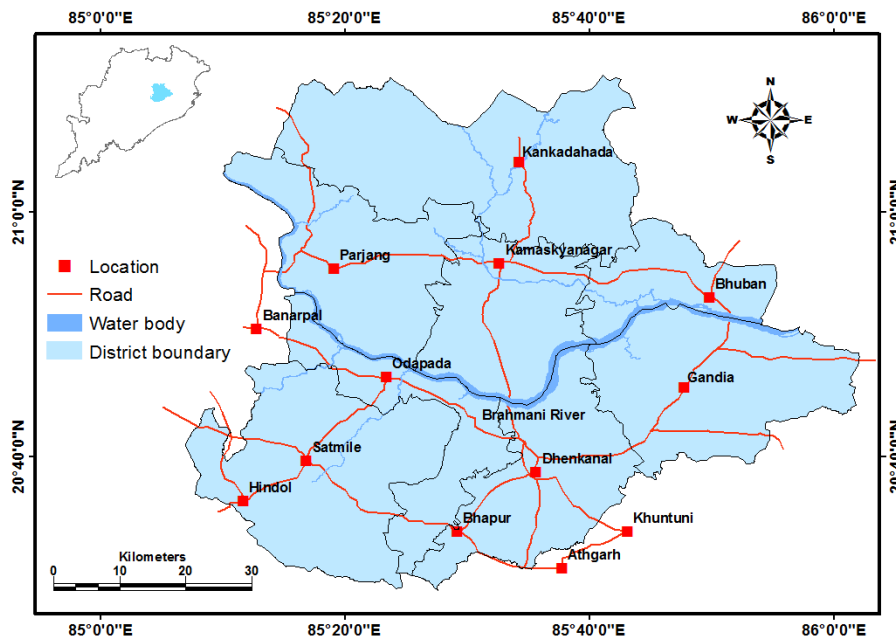 85°0'0"E 85°20'0"E 85°40'0"E 86°0'0"E
N
W E
S
Kankadahada
21°0'0"N 21°0'0"N
Parjang
Kamaskyanagar
Location
Road
Water body
District boundary
Bhuban
Banarpal
Odapada
Gandia
Brahmani River
Satmile
Dhenkanal
20°40'0"N 20°40'0"N
Hindol
Bhapur
Khuntuni
Athgarh
Kilometers
0 10 20 30
85°0'0"E 85°20'0"E 85°40'0"E 86°0'0"E